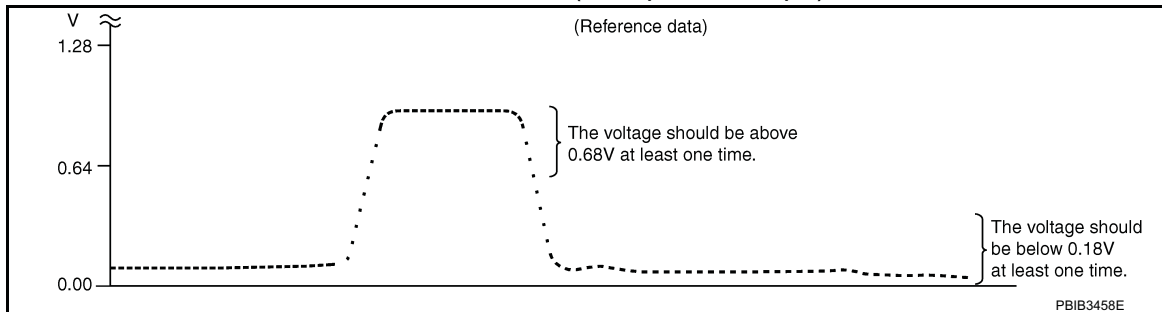 V
(Reference data)
1.28
The voltage should be above
0.68V at least one time.
0.64
The voltage should
be below 0.18V
at least one time.
0.00
PBIB3458E